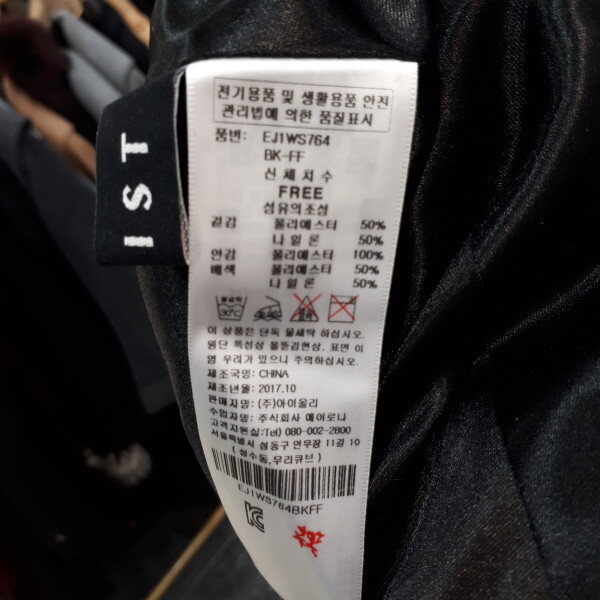 IST
전기용품 및 생활용품 안전
관리법에 의한 품질표시
품번: EJ1WS764
BK-FF
신체치수
FREE
섬유의조성
겉감 폴리에스터 50%
나일론 50%
안감 폴리에스터 100%
배색 폴리에스터 50%
나일론 50%
30℃
이 상품은 단독 물세탁 하십시오.
원단 특성상 올뜯김현상, 표면 이
염 우려가 있으니 주의하십시오.
제조국명: CHINA
제조년월: 2017.10
판매자명: (주)아이올리
수입자명: 주식회사 에이로나
고객지원실:Tel) 080-002-2800
서울특별시 성동구 연무장 11길 10
(성수동,우리큐브)
EJ1WS764BKFF
KC